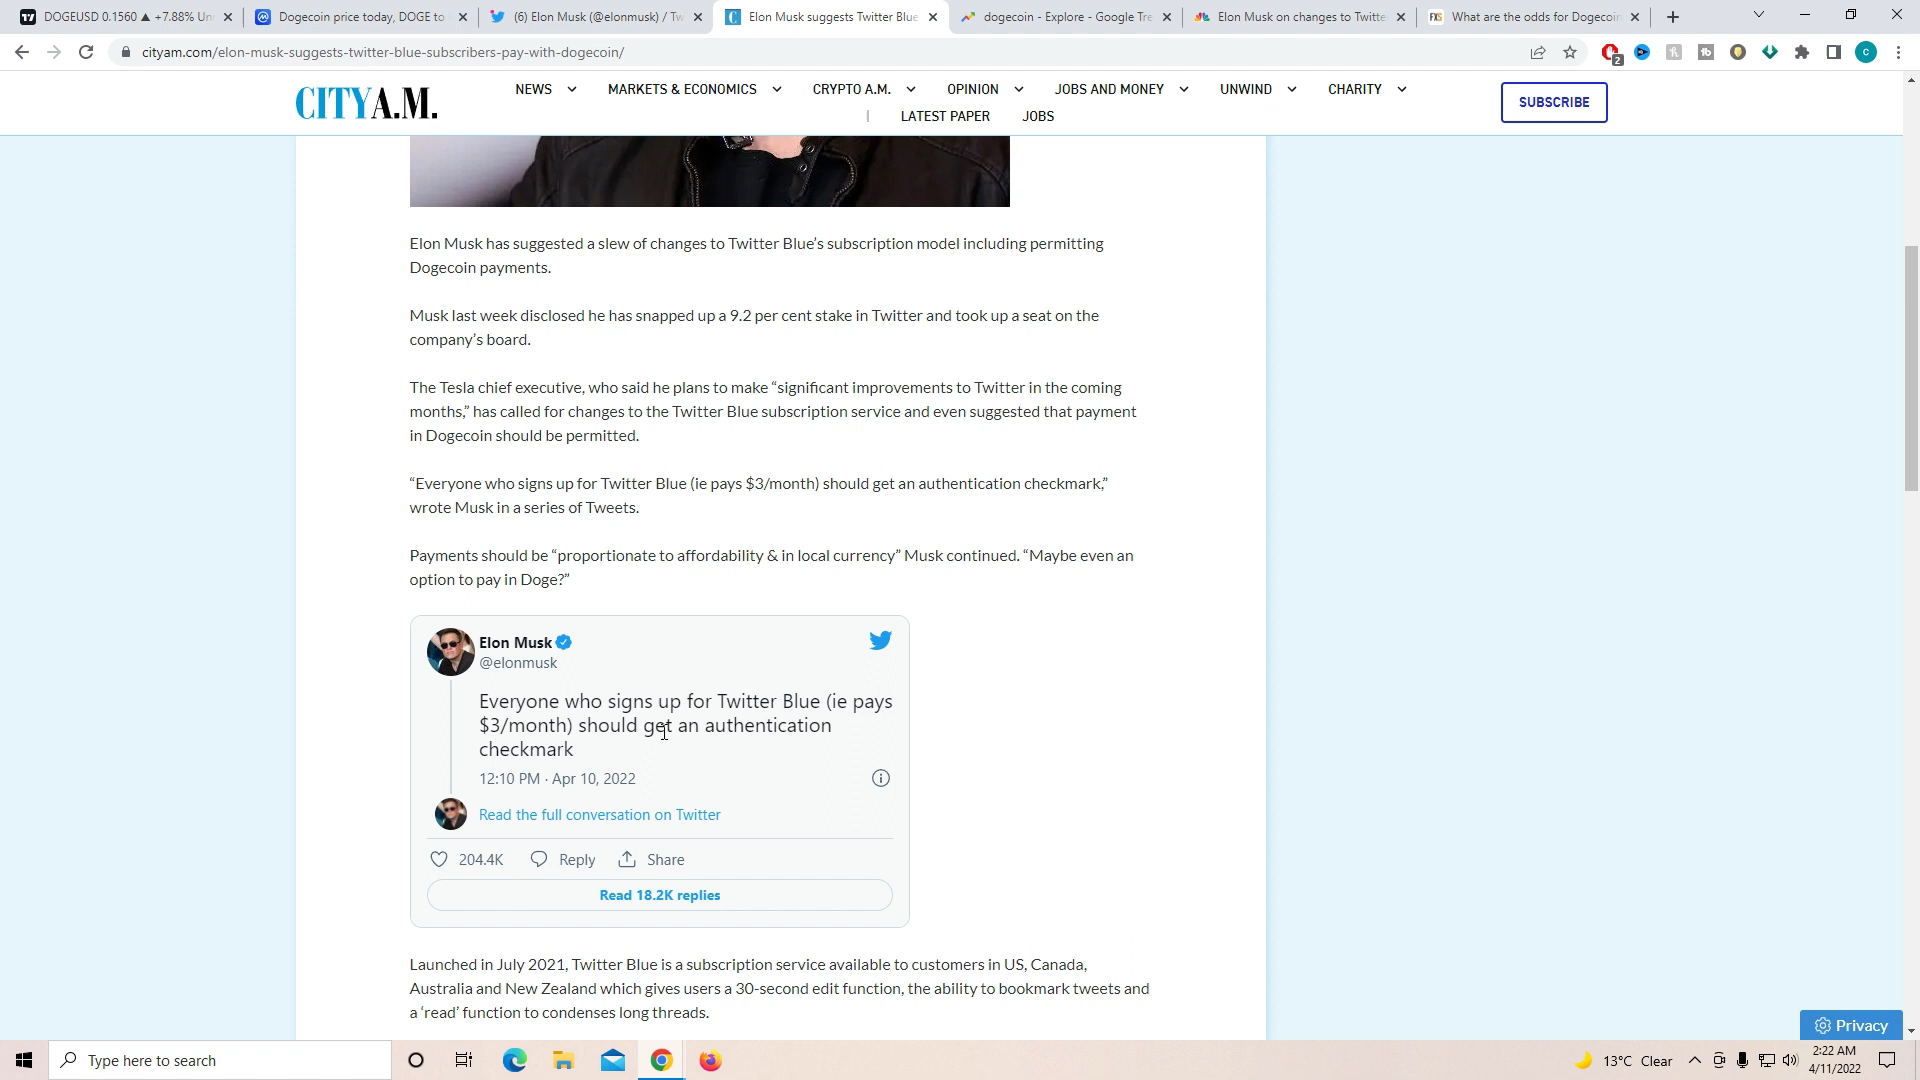 DOGEUSD 0.1560 ▲ +7.88% Un
Dogecoin price today, DOGE to
(6) Elon Musk (@elonmusk) / Tw
Elon Musk suggests Twitter Blue
dogecoin - Explore - Google Tre
Elon Musk on changes to Twitte
What are the odds for Dogecoin
cityam.com/elon-musk-suggests-twitter-blue-subscribers-pay-with-dogecoin/
2
C
CITYA.M.
NEWS
MARKETS & ECONOMICS
CRYPTO A.M.
OPINION
JOBS AND MONEY
UNWIND
CHARITY
SUBSCRIBE
| LATEST PAPER
JOBS
Elon Musk has suggested a slew of changes to Twitter Blue’s subscription model including permitting
Dogecoin payments.
Musk last week disclosed he has snapped up a 9.2 per cent stake in Twitter and took up a seat on the
company’s board.
The Tesla chief executive, who said he plans to make “significant improvements to Twitter in the coming
months,” has called for changes to the Twitter Blue subscription service and even suggested that payment
in Dogecoin should be permitted.
“Everyone who signs up for Twitter Blue (ie pays $3/month) should get an authentication checkmark,”
wrote Musk in a series of Tweets.
Payments should be “proportionate to affordability & in local currency” Musk continued. “Maybe even an
option to pay in Doge?”
Elon Musk
@elonmusk
Everyone who signs up for Twitter Blue (ie pays
$3/month) should get an authentication
checkmark
12:10 PM · Apr 10, 2022
Read the full conversation on Twitter
204.4K
Reply
Share
Read 18.2K replies
Launched in July 2021, Twitter Blue is a subscription service available to customers in US, Canada,
Australia and New Zealand which gives users a 30-second edit function, the ability to bookmark tweets and
a ‘read’ function to condenses long threads.
Privacy
Type here to search
13°C Clear
2:22 AM
4/11/2022